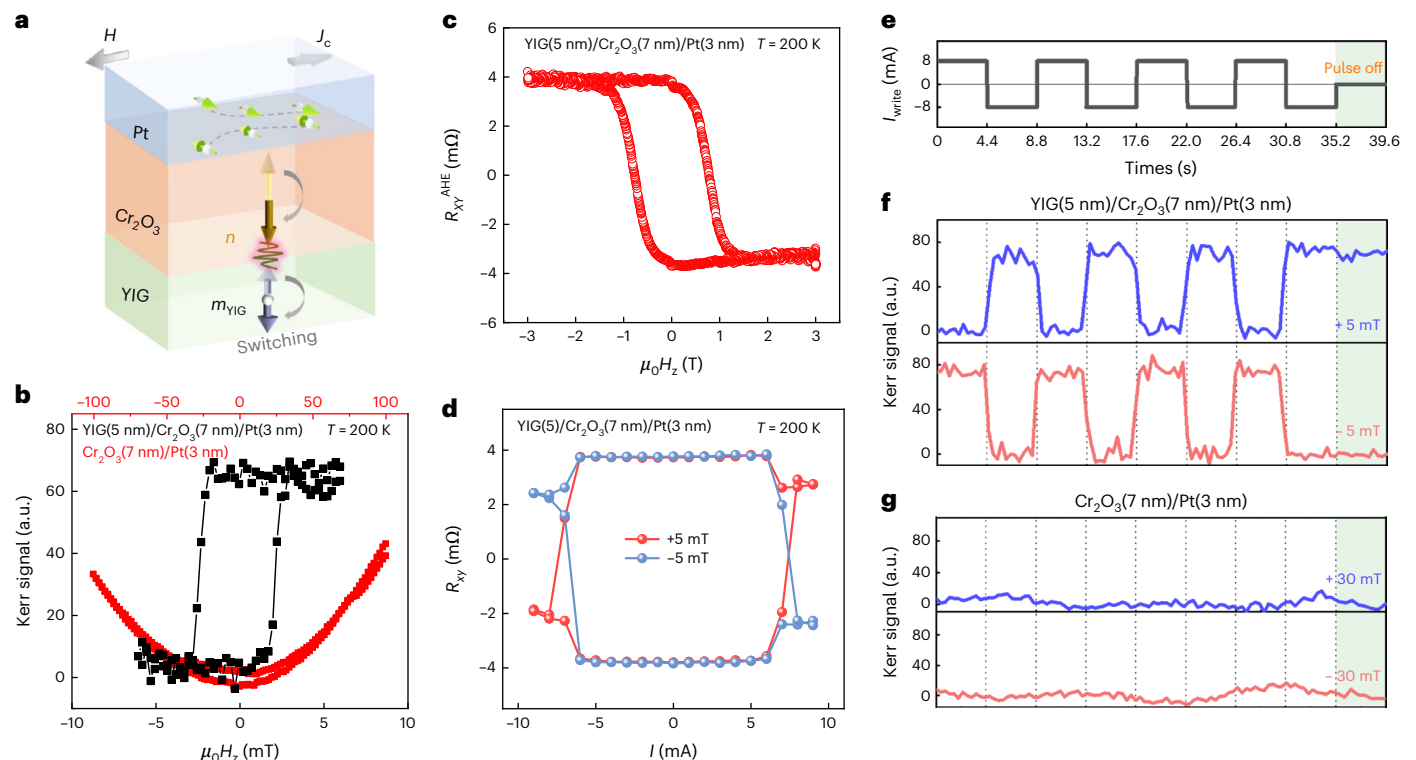 a
H
Jc
Pt
Cr2O3
n
YIG
mYIG
Switching
b
−100 −50 0 50 100
80
60
40
20
0
YIG(5 nm)/Cr2O3(7 nm)/Pt(3 nm) T = 200 K
Cr2O3(7 nm)/Pt(3 nm)
Kerr signal (a.u.)
−10 −5 0 5 10
μ0Hz (mT)
c
6
4
2
0
−2
−4
−6
YIG(5 nm)/Cr2O3(7 nm)/Pt(3 nm) T = 200 K
RXY^AHE (mΩ)
−3 −2 −1 0 1 2 3
μ0Hz (T)
d
4
2
0
−2
−4
YIG(5)/Cr2O3(7 nm)/Pt(3 nm) T = 200 K
+5 mT
−5 mT
Rxy (mΩ)
−10 −5 0 5 10
I (mA)
e
8
0
−8
Iwrite (mA)
Pulse off
0 4.4 8.8 13.2 17.6 22.0 26.4 30.8 35.2 39.6
Times (s)
f
YIG(5 nm)/Cr2O3(7 nm)/Pt(3 nm)
80
40
0
+ 5 mT
80
40
0
− 5 mT
Kerr signal (a.u.)
g
Cr2O3(7 nm)/Pt(3 nm)
80
40
0
+ 30 mT
80
40
0
− 30 mT
Kerr signal (a.u.)